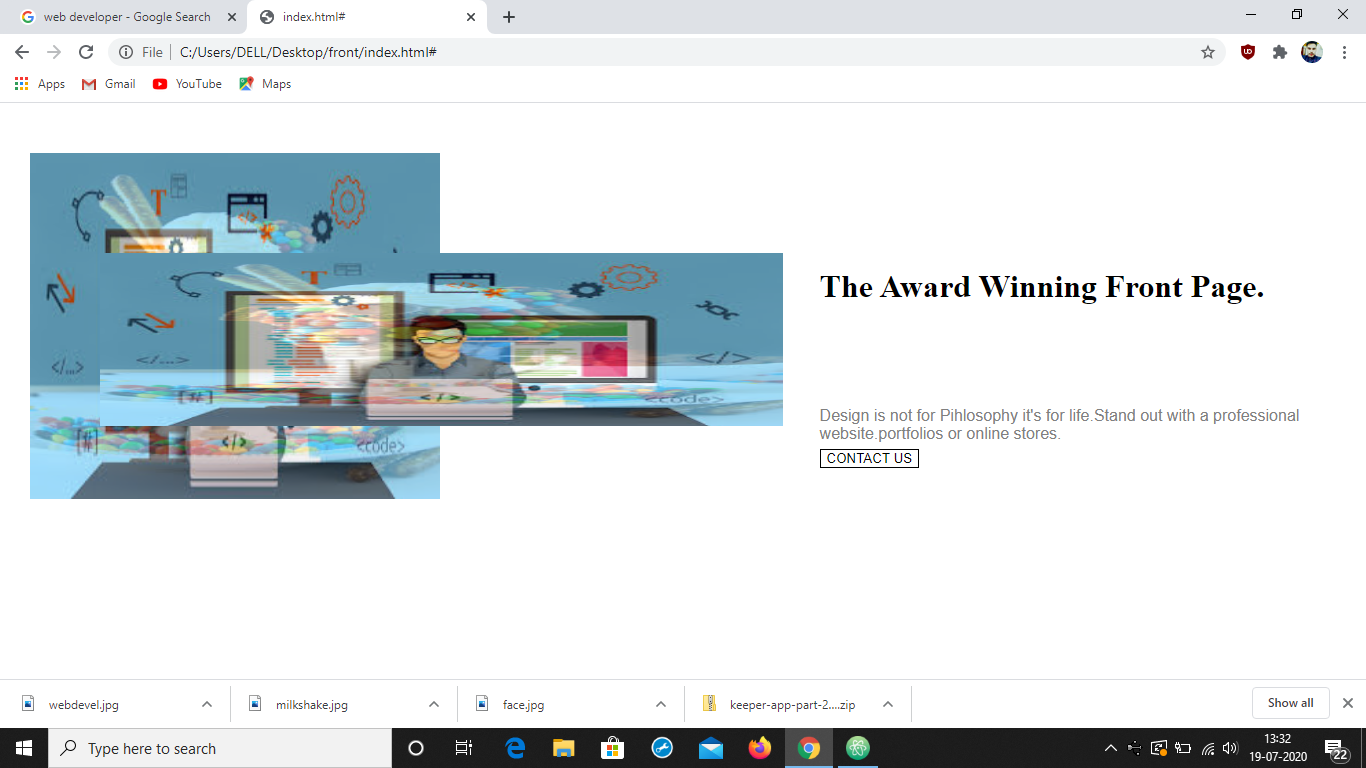 web developer - Google Search
index.html#
File
C:/Users/DELL/Desktop/front/index.html#
Apps
Gmail
YouTube
Maps
T
</>
</...>
[#]
</>
<code>
T
</...>
</>
[#]
</>
<code>
The Award Winning Front Page.
Design is not for Pihlosophy it's for life.Stand out with a professional
website.portfolios or online stores.
CONTACT US
webdevel.jpg
milkshake.jpg
face.jpg
keeper-app-part-2....zip
Show all
Type here to search
13:32
19-07-2020
22